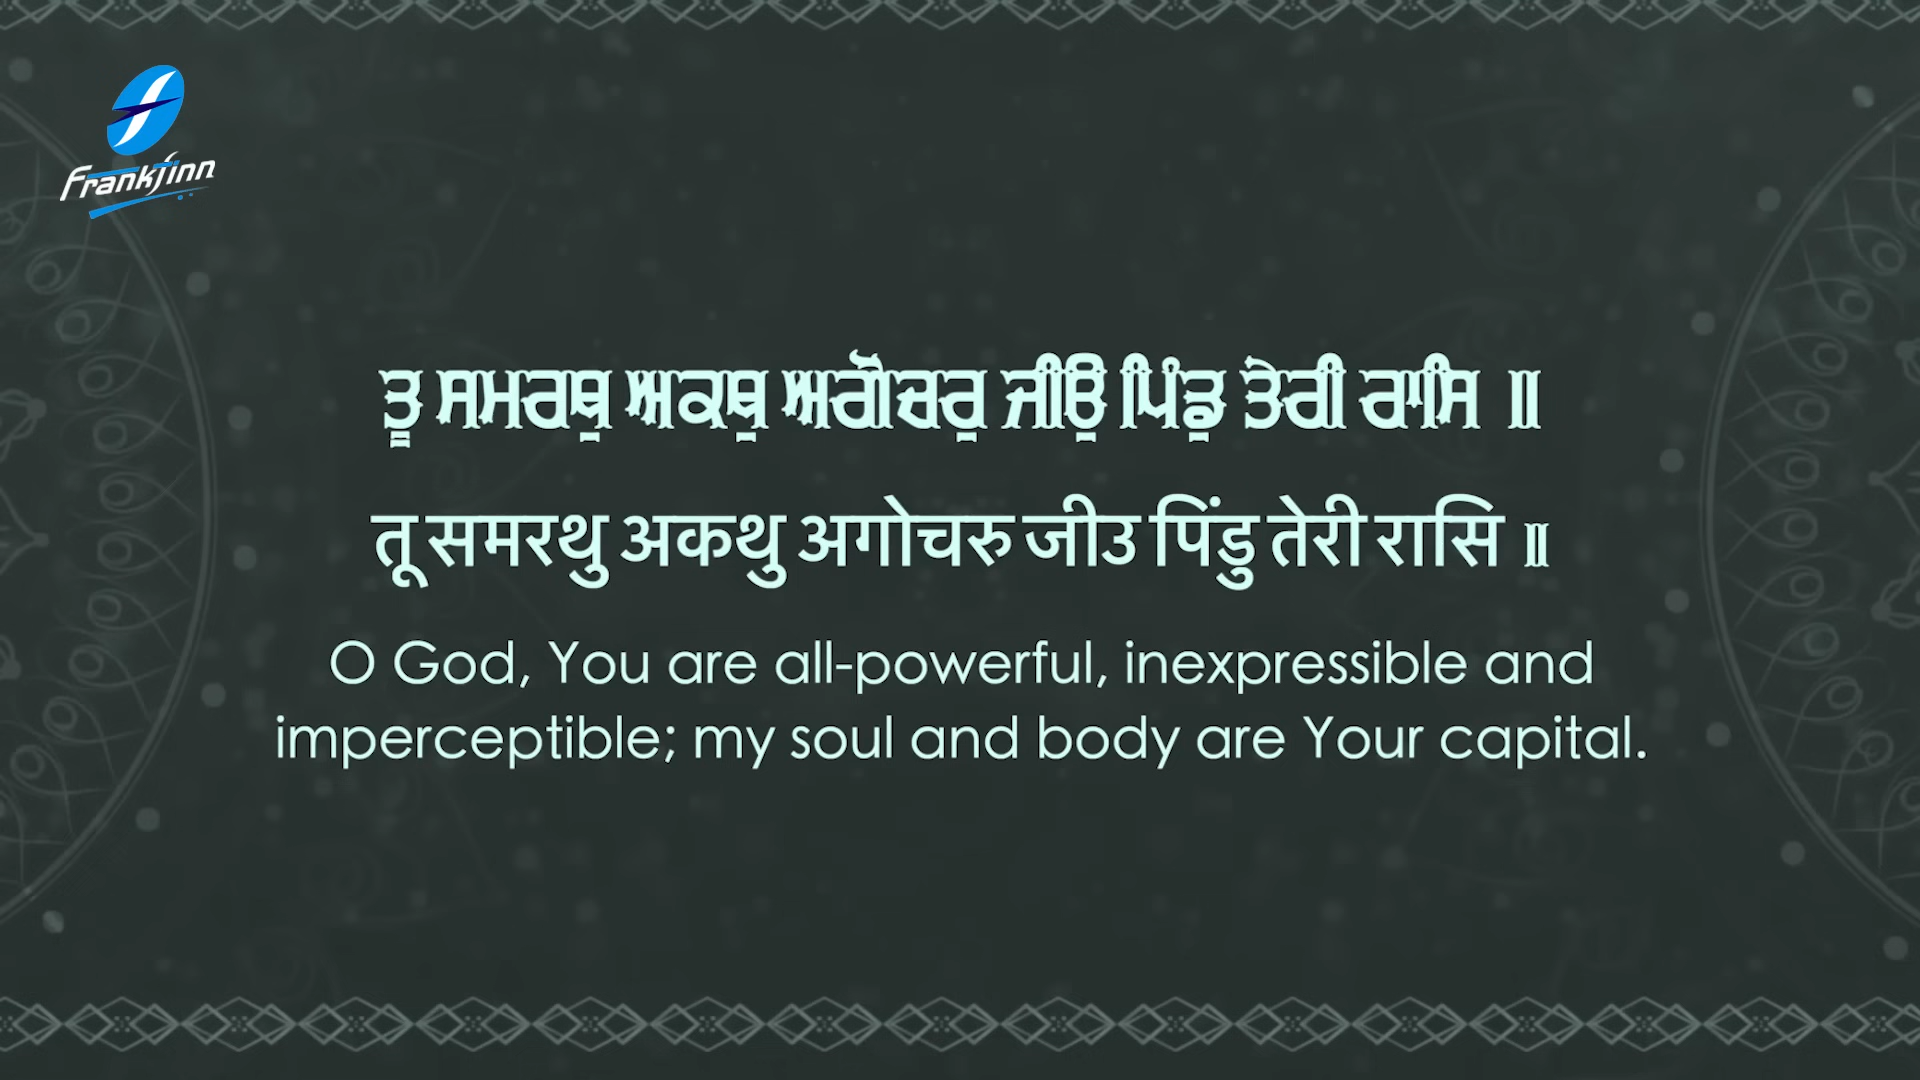 Frankfinn
ਤੂ ਸਮਰਥੁ ਅਕਥੁ ਅਗੋਚਰੁ ਜੀਉ ਪਿੰਡੁ ਤੇਰੀ ਰਾਸਿ ॥
तू समरथु अकथु अगोचरु जीउ पिंडु तेरी रासि ॥
O God, You are all-powerful, inexpressible and
imperceptible; my soul and body are Your capital.